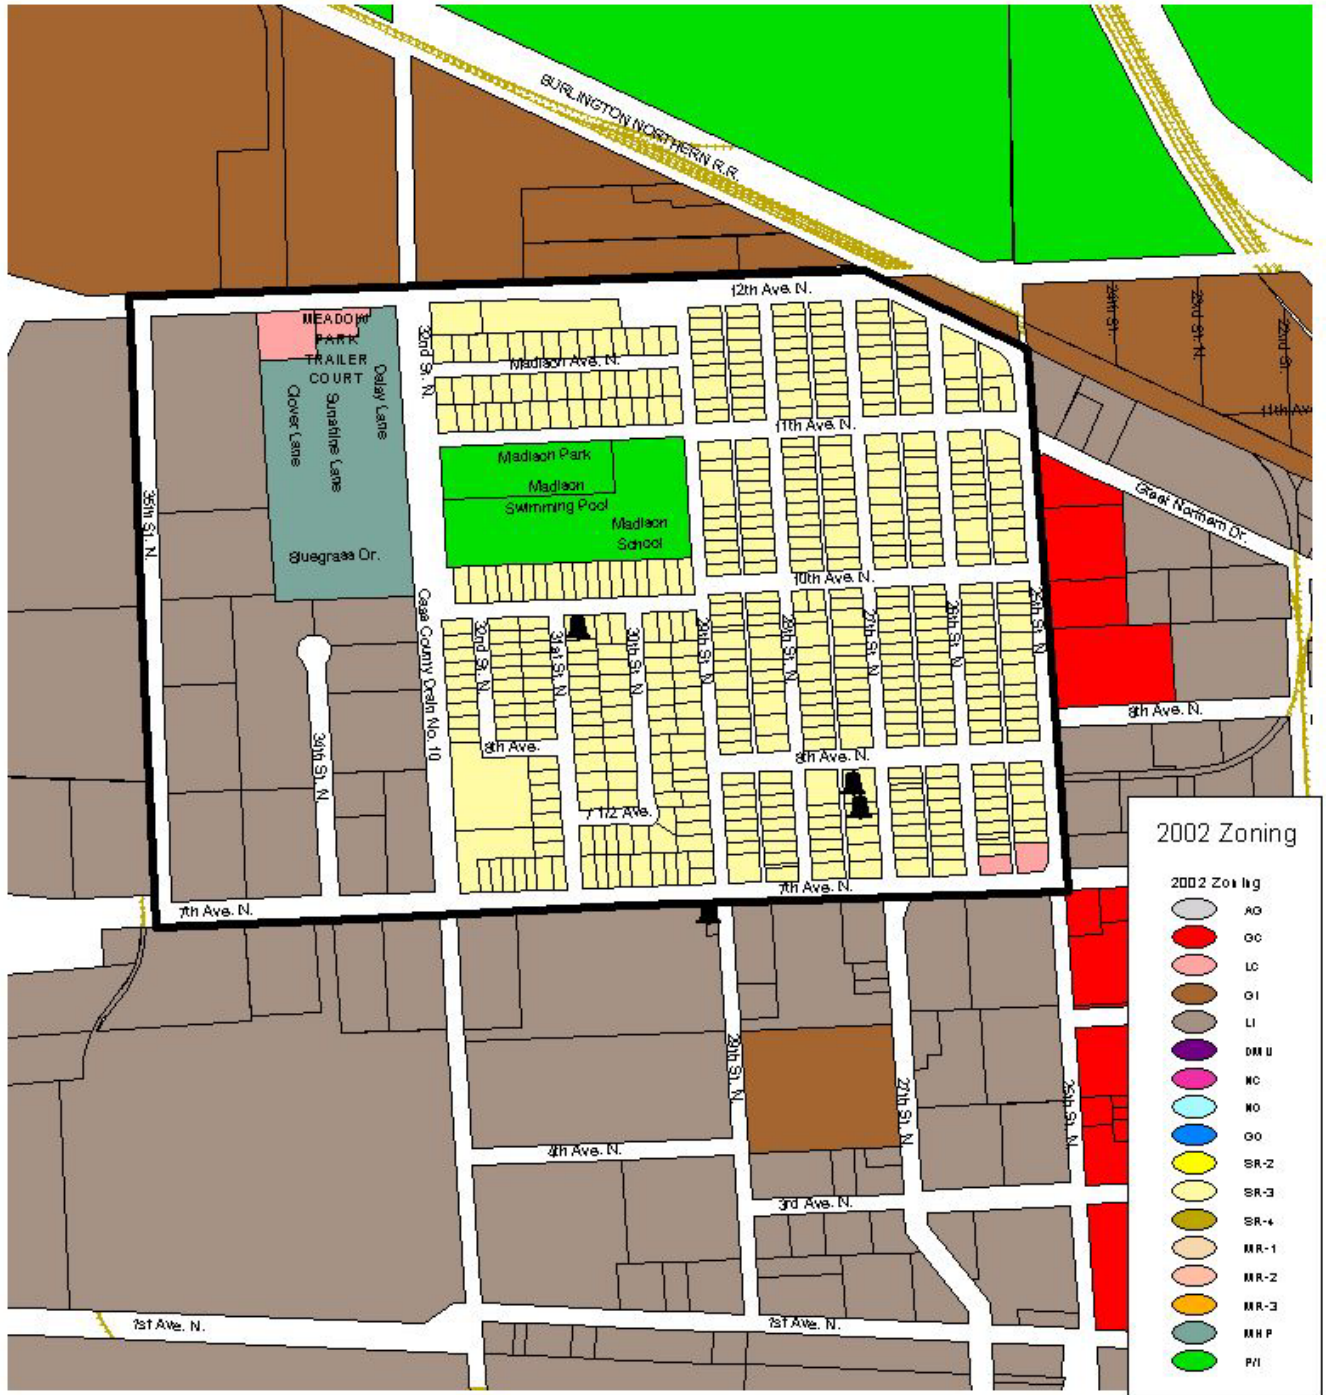 BURLINGTON NORTHERN R.R.
12th Ave. N.
24th St. N.
23rd St. N.
22nd St.
11th Av
MEADOW
PARK
TRAILER
COURT
Daisy Lane
Sunshine Lane
Clover Lane
Bluegrass Dr.
32nd St. N.
Madison Ave. N.
11th Ave. N.
Madison Park
Madison
Swimming Pool
Madison
School
Great Northern Dr.
35th St. N.
10th Ave. N.
Cass County Drain No. 10
32nd St. N.
31st St. N
30th St. N
29th St. N.
28th St. N.
27th St. N
26th St. N
25th St. N
34th St. N.
8th Ave.
8th Ave. N.
8th Ave. N.
7 1/2 Ave.
7th Ave. N.
7th Ave. N.
29th St. N
27th St. N
25th St. N
4th Ave. N.
3rd Ave. N.
1st Ave. N.
1st Ave. N.
2002 Zoning
2002 Zoning
AG
GC
LC
GI
LI
DMU
NC
NO
GO
SR-2
SR-3
SR-4
MR-1
MR-2
MR-3
MHP
P/I